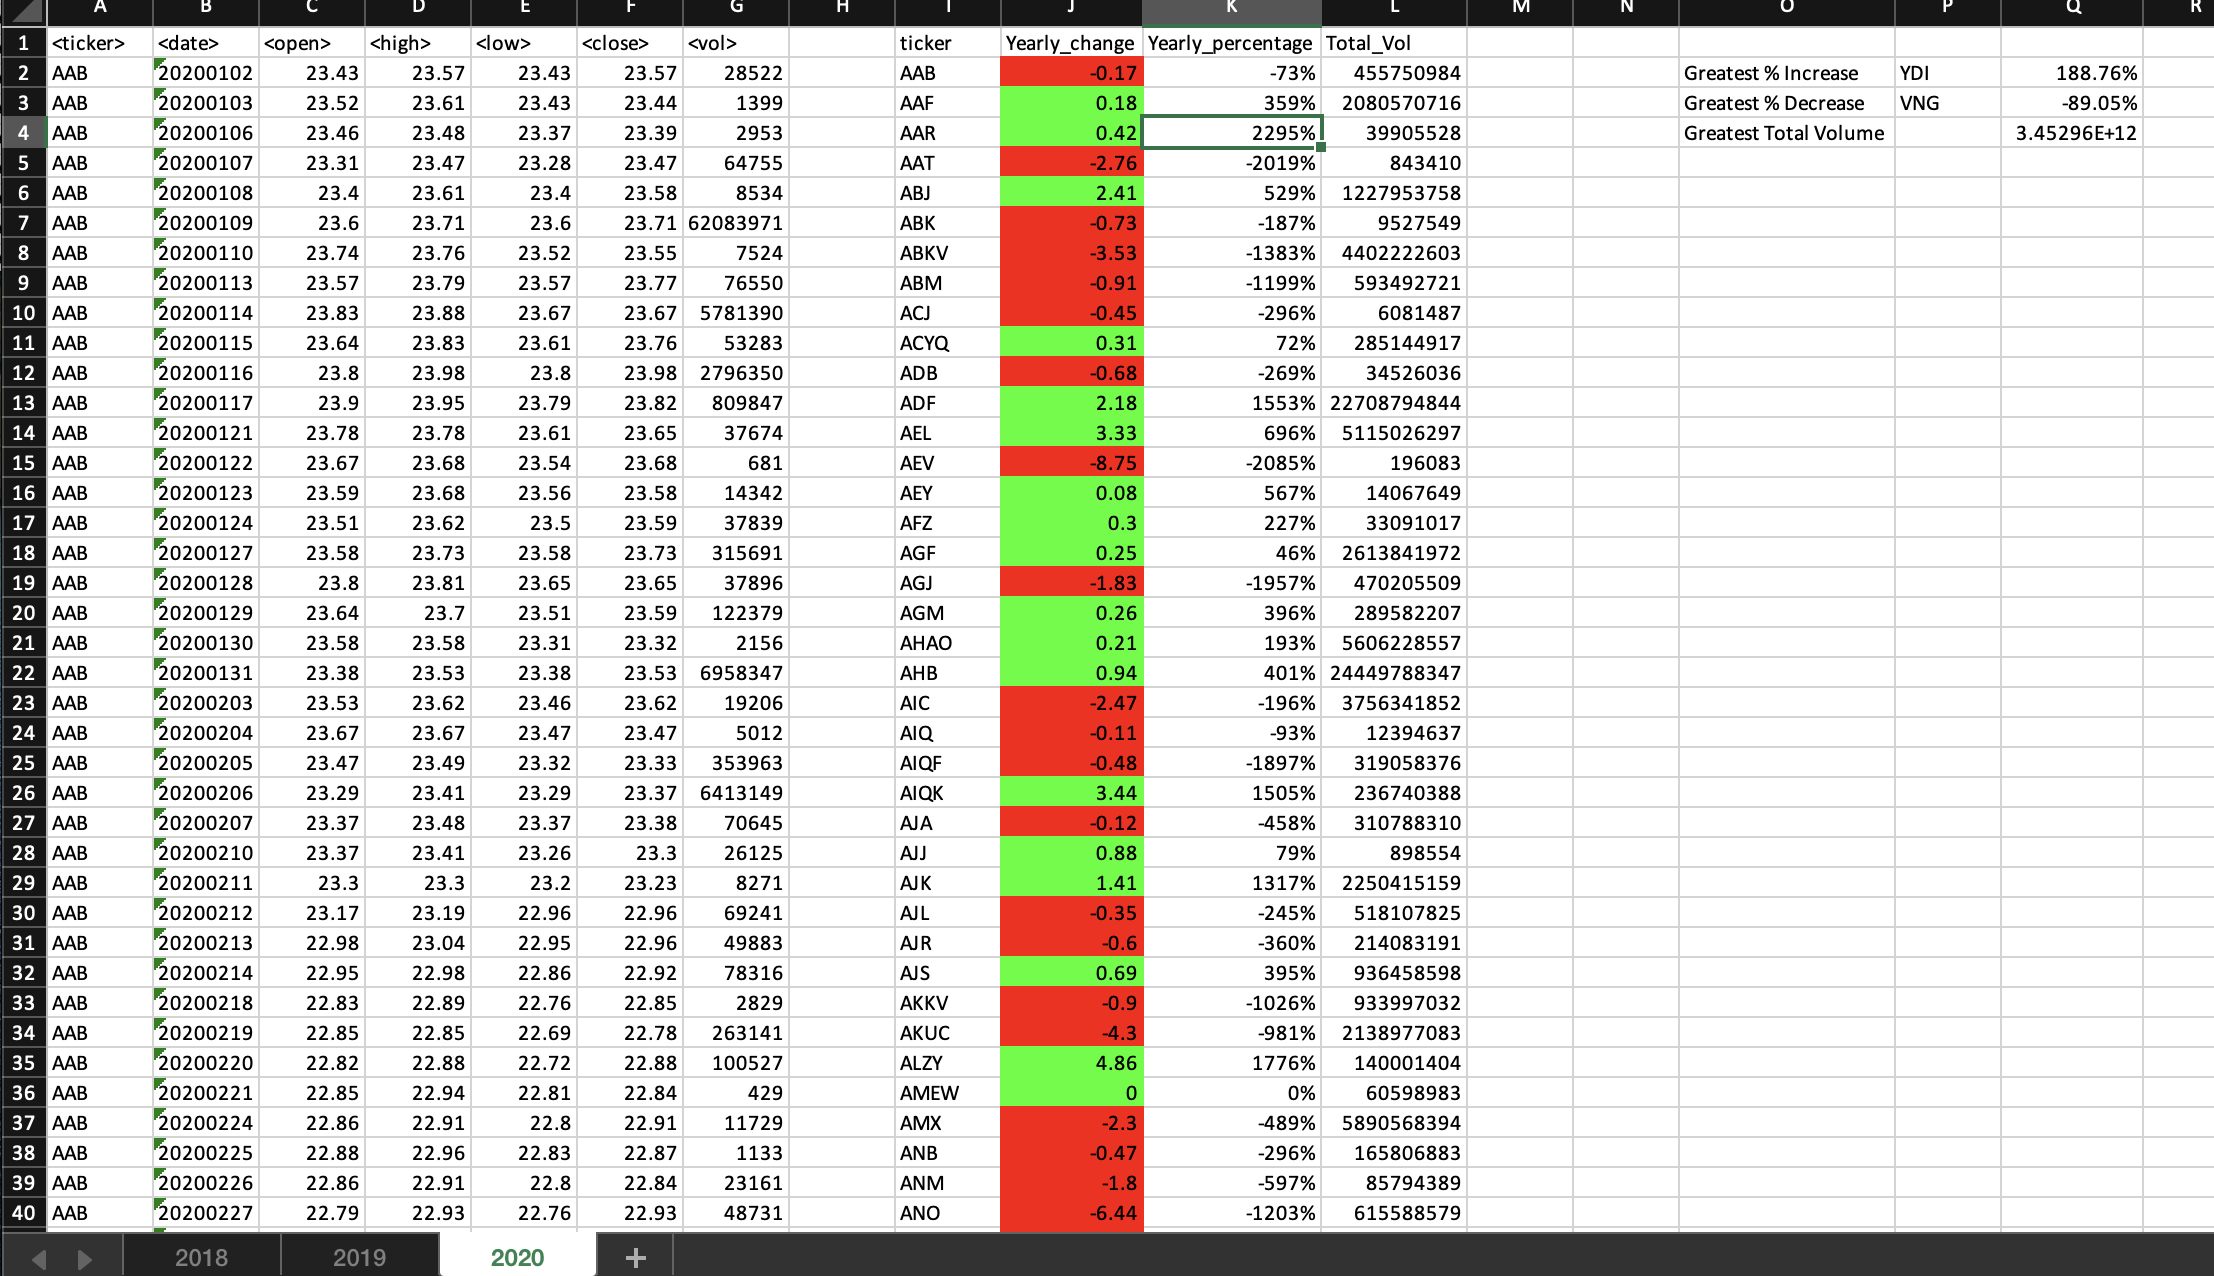 A B C D E F G H I J K L M N O P Q R
1 <ticker> <date> <open> <high> <low> <close> <vol> ticker Yearly_change Yearly_percentage Total_Vol
2 AAB 20200102 23.43 23.57 23.43 23.57 28522 AAB -0.17 -73% 455750984 Greatest % Increase YDI 188.76%
3 AAB 20200103 23.52 23.61 23.43 23.44 1399 AAF 0.18 359% 2080570716 Greatest % Decrease VNG -89.05%
4 AAB 20200106 23.46 23.48 23.37 23.39 2953 AAR 0.42 2295% 39905528 Greatest Total Volume 3.45296E+12
5 AAB 20200107 23.31 23.47 23.28 23.47 64755 AAT -2.76 -2019% 843410
6 AAB 20200108 23.4 23.61 23.4 23.58 8534 ABJ 2.41 529% 1227953758
7 AAB 20200109 23.6 23.71 23.6 23.71 62083971 ABK -0.73 -187% 9527549
8 AAB 20200110 23.74 23.76 23.52 23.55 7524 ABKV -3.53 -1383% 4402222603
9 AAB 20200113 23.57 23.79 23.57 23.77 76550 ABM -0.91 -1199% 593492721
10 AAB 20200114 23.83 23.88 23.67 23.67 5781390 ACJ -0.45 -296% 6081487
11 AAB 20200115 23.64 23.83 23.61 23.76 53283 ACYQ 0.31 72% 285144917
12 AAB 20200116 23.8 23.98 23.8 23.98 2796350 ADB -0.68 -269% 34526036
13 AAB 20200117 23.9 23.95 23.79 23.82 809847 ADF 2.18 1553% 22708794844
14 AAB 20200121 23.78 23.78 23.61 23.65 37674 AEL 3.33 696% 5115026297
15 AAB 20200122 23.67 23.68 23.54 23.68 681 AEV -8.75 -2085% 196083
16 AAB 20200123 23.59 23.68 23.56 23.58 14342 AEY 0.08 567% 14067649
17 AAB 20200124 23.51 23.62 23.5 23.59 37839 AFZ 0.3 227% 33091017
18 AAB 20200127 23.58 23.73 23.58 23.73 315691 AGF 0.25 46% 2613841972
19 AAB 20200128 23.8 23.81 23.65 23.65 37896 AGJ -1.83 -1957% 470205509
20 AAB 20200129 23.64 23.7 23.51 23.59 122379 AGM 0.26 396% 289582207
21 AAB 20200130 23.58 23.58 23.31 23.32 2156 AHAO 0.21 193% 5606228557
22 AAB 20200131 23.38 23.53 23.38 23.53 6958347 AHB 0.94 401% 24449788347
23 AAB 20200203 23.53 23.62 23.46 23.62 19206 AIC -2.47 -196% 3756341852
24 AAB 20200204 23.67 23.67 23.47 23.47 5012 AIQ -0.11 -93% 12394637
25 AAB 20200205 23.47 23.49 23.32 23.33 353963 AIQF -0.48 -1897% 319058376
26 AAB 20200206 23.29 23.41 23.29 23.37 6413149 AIQK 3.44 1505% 236740388
27 AAB 20200207 23.37 23.48 23.37 23.38 70645 AJA -0.12 -458% 310788310
28 AAB 20200210 23.37 23.41 23.26 23.3 26125 AJJ 0.88 79% 898554
29 AAB 20200211 23.3 23.3 23.2 23.23 8271 AJK 1.41 1317% 2250415159
30 AAB 20200212 23.17 23.19 22.96 22.96 69241 AJL -0.35 -245% 518107825
31 AAB 20200213 22.98 23.04 22.95 22.96 49883 AJR -0.6 -360% 214083191
32 AAB 20200214 22.95 22.98 22.86 22.92 78316 AJS 0.69 395% 936458598
33 AAB 20200218 22.83 22.89 22.76 22.85 2829 AKKV -0.9 -1026% 933997032
34 AAB 20200219 22.85 22.85 22.69 22.78 263141 AKUC -4.3 -981% 2138977083
35 AAB 20200220 22.82 22.88 22.72 22.88 100527 ALZY 4.86 1776% 140001404
36 AAB 20200221 22.85 22.94 22.81 22.84 429 AMEW 0 0% 60598983
37 AAB 20200224 22.86 22.91 22.8 22.91 11729 AMX -2.3 -489% 5890568394
38 AAB 20200225 22.88 22.96 22.83 22.87 1133 ANB -0.47 -296% 165806883
39 AAB 20200226 22.86 22.91 22.8 22.84 23161 ANM -1.8 -597% 85794389
40 AAB 20200227 22.79 22.93 22.76 22.93 48731 ANO -6.44 -1203% 615588579
2018 2019 2020 +